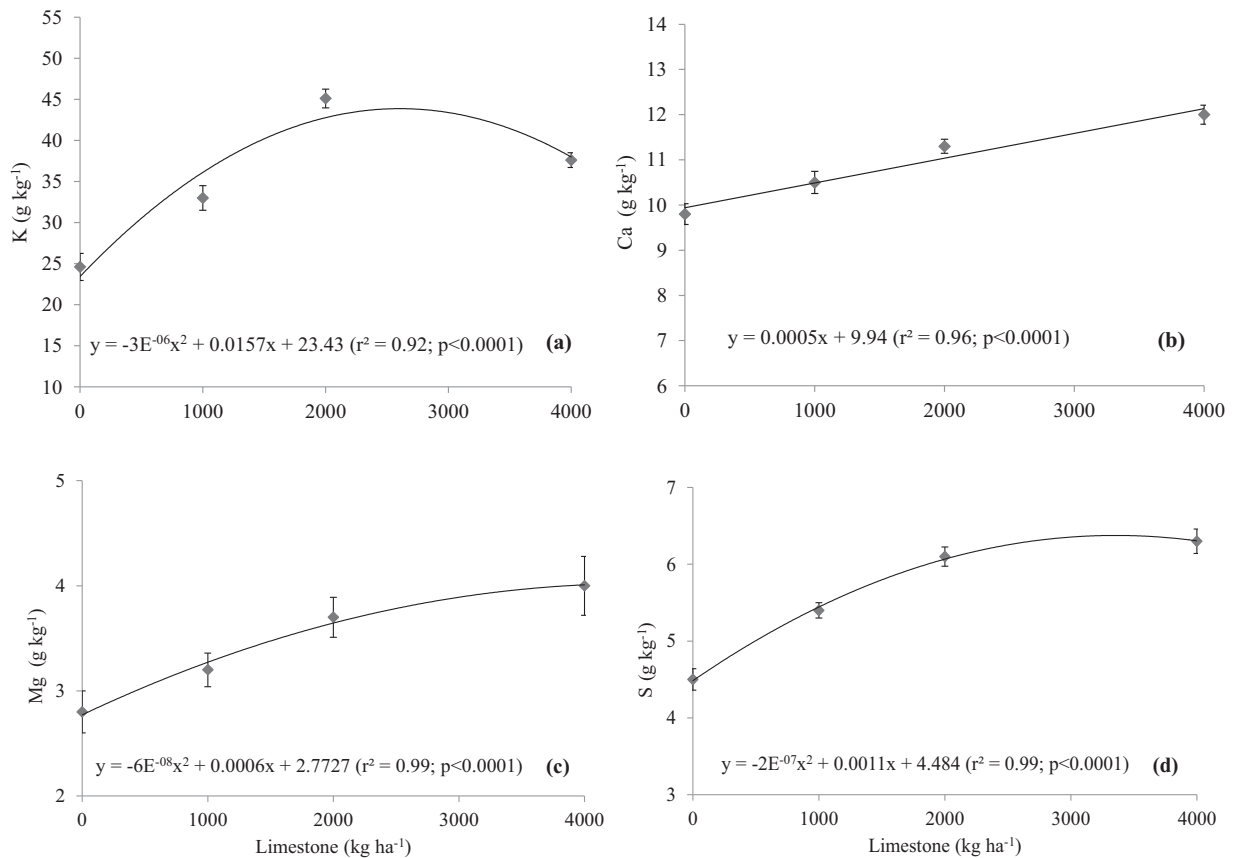 55
50
45
40
35
30
25
20
15
10
K (g kg⁻¹)
y = -3E⁻⁰⁶x² + 0.0157x + 23.43 (r² = 0.92; p<0.0001) (a)
0 1000 2000 3000 4000
14
13
12
11
10
9
8
7
6
Ca (g kg⁻¹)
y = 0.0005x + 9.94 (r² = 0.96; p<0.0001) (b)
0 1000 2000 3000 4000
5
4
3
2
Mg (g kg⁻¹)
y = -6E⁻⁰⁸x² + 0.0006x + 2.7727 (r² = 0.99; p<0.0001) (c)
0 1000 2000 3000 4000
Limestone (kg ha⁻¹)
7
6
5
4
3
S (g kg⁻¹)
y = -2E⁻⁰⁷x² + 0.0011x + 4.484 (r² = 0.99; p<0.0001) (d)
0 1000 2000 3000 4000
Limestone (kg ha⁻¹)